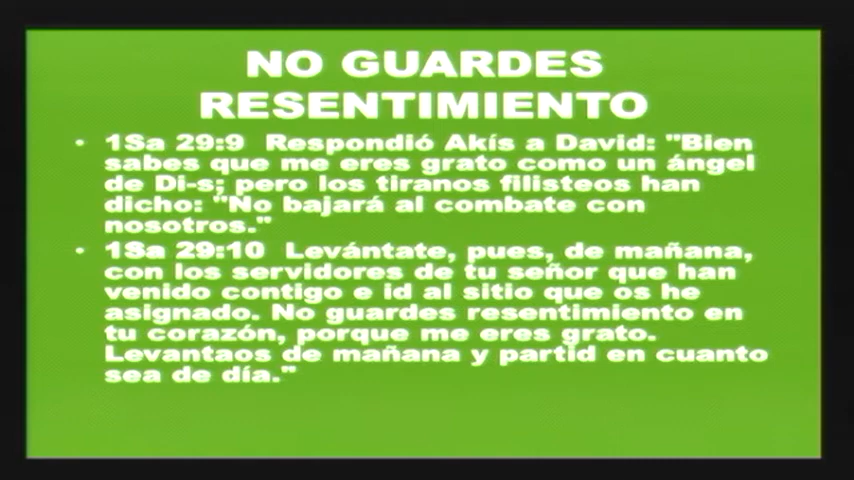 NO GUARDES
RESENTIMIENTO
• 1Sa 29:9 Respondió Akís a David: "Bien
sabes que me eres grato como un ángel
de Di-s; pero los tiranos filisteos han
dicho: "No bajará al combate con
nosotros."
• 1Sa 29:10 Levántate, pues, de mañana,
con los servidores de tu señor que han
venido contigo e id al sitio que os he
asignado. No guardes resentimiento en
tu corazón, porque me eres grato.
Levantaos de mañana y partid en cuanto
sea de día."